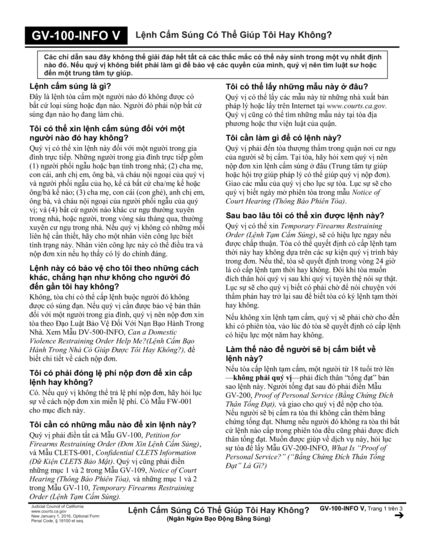 GV-100-INFO V Lệnh Cấm Súng Có Thể Giúp Tôi Hay Không?
Các chỉ dẫn sau đây không thể giải đáp hết tất cả các thắc mắc có thể nảy sinh trong một vụ nhất định
nào đó. Nếu quý vị không biết phải làm gì để bảo vệ các quyền của mình, quý vị nên tìm luật sư hoặc
đến một trung tâm tự giúp.
Lệnh cấm súng là gì?
Đây là lệnh tòa cấm một người nào đó không được có
bất cứ loại súng hoặc đạn nào. Người đó phải nộp bất cứ
súng đạn nào họ đang làm chủ.
Tôi có thể xin lệnh cấm súng đối với một
người nào đó hay không?
Quý vị có thể xin lệnh này đối với một người trong gia
đình trực tiếp. Những người trong gia đình trực tiếp gồm
(1) người phối ngẫu hoặc bạn tình trong nhà; (2) cha mẹ,
con cái, anh chị em, ông bà, và cháu nội ngoại của quý vị
và người phối ngẫu của họ, kể cả bất cứ cha/mẹ kế hoặc
ông/bà kế nào; (3) cha mẹ, con cái (con ghẻ), anh chị em,
ông bà, và cháu nội ngoại của người phối ngẫu của quý
vị; và (4) bất cứ người nào khác cư ngụ thường xuyên
trong nhà, hoặc người, trong vòng sáu tháng qua, thường
xuyên cư ngụ trong nhà. Nếu quý vị không có những mối
liên hệ cần thiết, hãy cho một nhân viên công lực biết
tình trạng này. Nhân viên công lực này có thể điều tra và
nộp đơn xin nếu họ thấy có lý do chính đáng.
Lệnh này có bảo vệ cho tôi theo những cách
khác, chẳng hạn như không cho người đó
đến gần tôi hay không?
Không, tòa chỉ có thể cấp lệnh buộc người đó không
được có súng đạn. Nếu quý vị cần được bảo vệ bản thân
đối với một người trong gia đình, quý vị nên nộp đơn xin
tòa theo Đạo Luật Bảo Vệ Đối Với Nạn Bạo Hành Trong
Nhà. Xem Mẫu DV-500-INFO, Can a Domestic
Violence Restraining Order Help Me?(Lệnh Cấm Bạo
Hành Trong Nhà Có Giúp Được Tôi Hay Không?), để
biết chi tiết về cách nộp đơn.
Tôi có phải đóng lệ phí nộp đơn để xin cấp
lệnh hay không?
Có. Nếu quý vị không thể trả lệ phí nộp đơn, hãy hỏi lục
sự về cách nộp đơn xin miễn lệ phí. Có Mẫu FW-001
cho mục đích này.
Tôi cần có những mẫu nào để xin lệnh này?
Quý vị phải điền tất cả Mẫu GV-100, Petition for
Firearms Restraining Order (Đơn Xin Lệnh Cấm Súng),
và Mẫu CLETS-001, Confidential CLETS Information
(Dữ Kiện CLETS Bảo Mật). Quý vị cũng phải điền
những mục 1 và 2 trong Mẫu GV-109, Notice of Court
Hearing (Thông Báo Phiên Tòa), và những mục 1 và 2
trong Mẫu GV-110, Temporary Firearms Restraining
Order (Lệnh Tạm Cấm Súng).
Tôi có thể lấy những mẫu này ở đâu?
Quý vị có thể lấy các mẫu này từ những nhà xuất bản
pháp lý hoặc lấy trên Internet tại www.courts.ca.gov.
Quý vị cũng có thể tìm những mẫu này tại tòa địa
phương hoặc thư viện luật của quận.
Tôi cần làm gì để có lệnh này?
Quý vị phải đến tòa thượng thẩm trong quận nơi cư ngụ
của người sẽ bị cấm. Tại tòa, hãy hỏi xem quý vị nên
nộp đơn xin lệnh cấm súng ở đâu (Trung tâm tự giúp
hoặc hội trợ giúp pháp lý có thể giúp quý vị nộp đơn).
Giao các mẫu của quý vị cho lục sự tòa. Lục sự sẽ cho
quý vị biết ngày mở phiên tòa trong mẫu Notice of
Court Hearing (Thông Báo Phiên Tòa).
Sau bao lâu tôi có thể xin được lệnh này?
Quý vị có thể xin Temporary Firearms Restraining
Order (Lệnh Tạm Cấm Súng), sẽ có hiệu lực ngay nếu
được chấp thuận. Tòa có thể quyết định có cấp lệnh tạm
thời này hay không dựa trên các sự kiện quý vị trình bày
trong đơn. Nếu thế, tòa sẽ quyết định trong vòng 24 giờ
là có cấp lệnh tạm thời hay không. Đôi khi tòa muốn
đích thân hỏi quý vị sau khi quý vị tuyên thệ nói sự thật.
Lục sự sẽ cho quý vị biết có phải chờ để nói chuyện với
thẩm phán hay trở lại sau để biết tòa có ký lệnh tạm thời
hay không.
Nếu không xin lệnh tạm cấm, quý vị sẽ phải chờ cho đến
khi có phiên tòa, vào lúc đó tòa sẽ quyết định có cấp lệnh
có hiệu lực một năm hay không.
Làm thế nào để người sẽ bị cấm biết về
lệnh này?
Nếu tòa cấp lệnh tạm cấm, một người từ 18 tuổi trở lên
—không phải quý vị—phải đích thân "tống đạt" bản
sao lệnh này. Người tống đạt sau đó phải điền Mẫu
GV-200, Proof of Personal Service (Bằng Chứng Đích
Thân Tống Đạt), và giao cho quý vị để nộp cho tòa.
Nếu người sẽ bị cấm ra tòa thì không cần thêm bằng
chứng tống đạt. Nhưng nếu người đó không ra tòa thì bất
cứ lệnh nào cấp trong phiên tòa đều cũng phải được đích
thân tống đạt. Muốn được giúp về dịch vụ này, hỏi lục
sự tòa để lấy Mẫu GV-200-INFO, What Is "Proof of
Personal Service?" ("Bằng Chứng Đích Thân Tống
Đạt" Là Gì?)
Judicial Council of California
www.courts.ca.gov
New January 1, 2016, Optional Form
Penal Code, § 18100 et seq.
Lệnh Cấm Súng Có Thể Giúp Tôi Hay Không?
(Ngăn Ngừa Bạo Động Bằng Súng)
GV-100-INFO V, Trang 1 trên 3